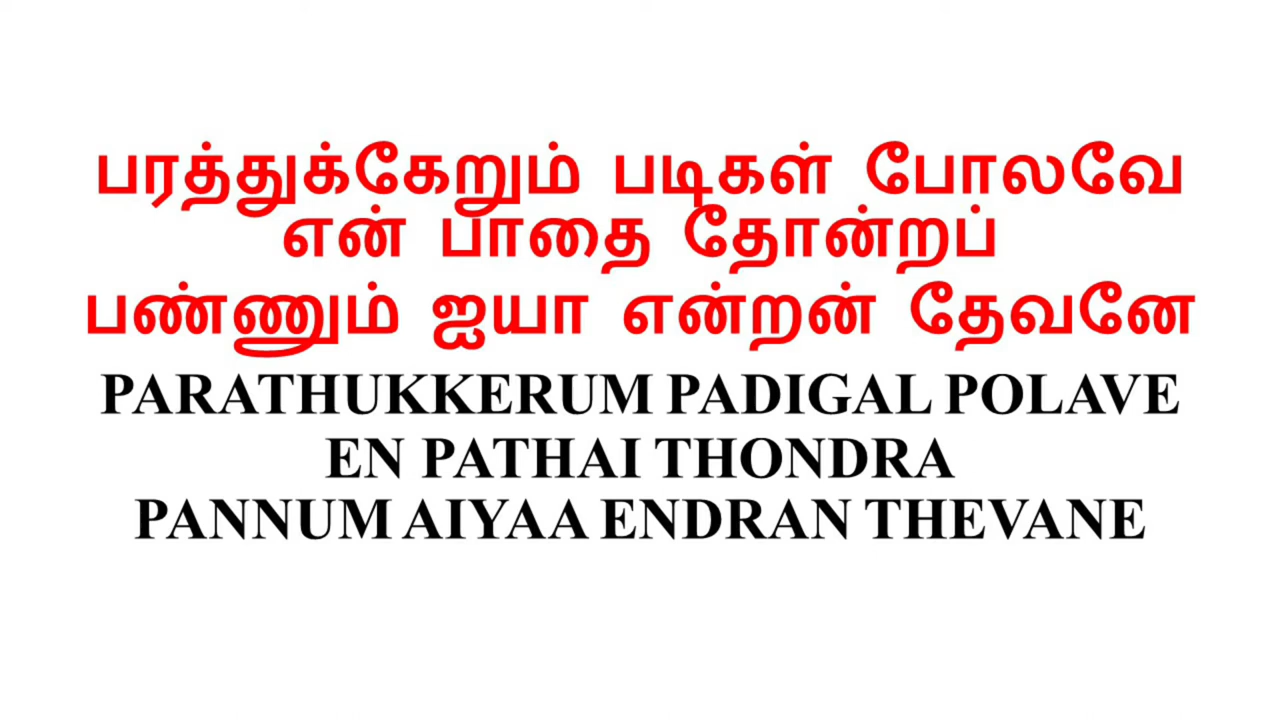 பரத்துக்கேறும் படிகள் போலவே
என் பாதை தோன்றப்
பண்ணும் ஐயா என்றன் தேவனே
PARATHUKKERUM PADIGAL POLAVE
EN PATHAI THONDRA
PANNUM AIYAA ENDRAN THEVANE